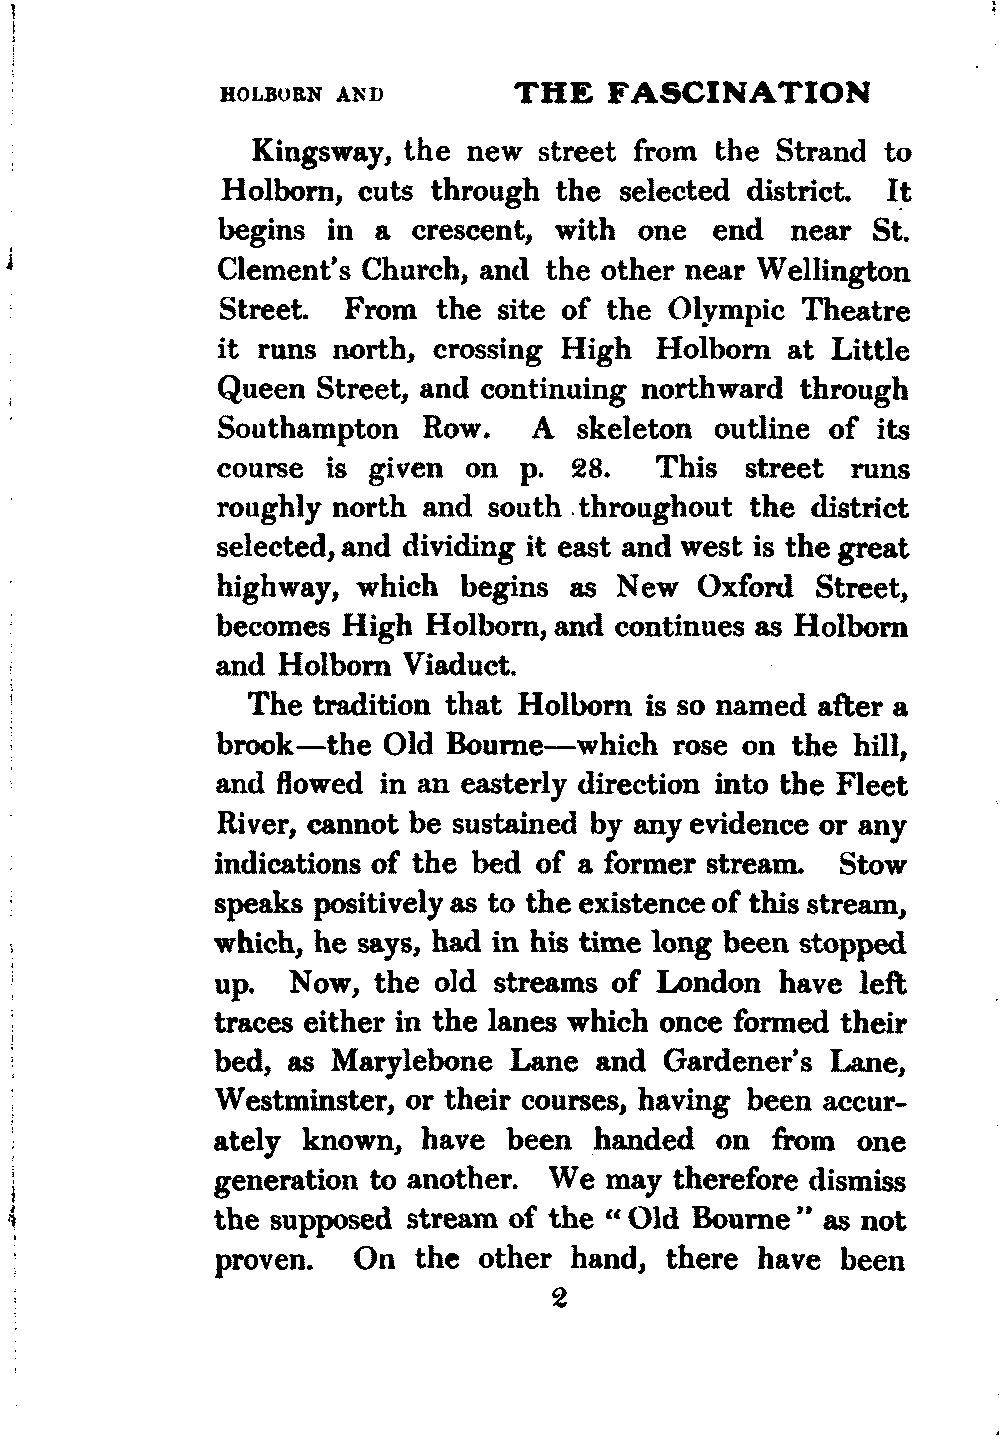 HOLBORN AND THE FASCINATION
Kingsway, the new street from the Strand to
Holborn, cuts through the selected district. It
begins in a crescent, with one end near St.
Clement's Church, and the other near Wellington
Street. From the site of the Olympic Theatre
it runs north, crossing High Holborn at Little
Queen Street, and continuing northward through
Southampton Row. A skeleton outline of its
course is given on p. 28. This street runs
roughly north and south throughout the district
selected, and dividing it east and west is the great
highway, which begins as New Oxford Street,
becomes High Holborn, and continues as Holborn
and Holborn Viaduct.
The tradition that Holborn is so named after a
brook—the Old Bourne—which rose on the hill,
and flowed in an easterly direction into the Fleet
River, cannot be sustained by any evidence or any
indications of the bed of a former stream. Stow
speaks positively as to the existence of this stream,
which, he says, had in his time long been stopped
up. Now, the old streams of London have left
traces either in the lanes which once formed their
bed, as Marylebone Lane and Gardener's Lane,
Westminster, or their courses, having been accur-
ately known, have been handed on from one
generation to another. We may therefore dismiss
the supposed stream of the "Old Bourne" as not
proven. On the other hand, there have been
2